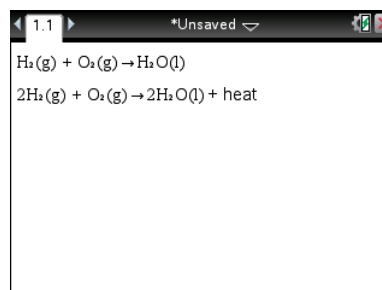 1.1 *Unsaved
H₂(g) + O₂(g)→H₂O(l)
2H₂(g) + O₂(g)→2H₂O(l) + heat